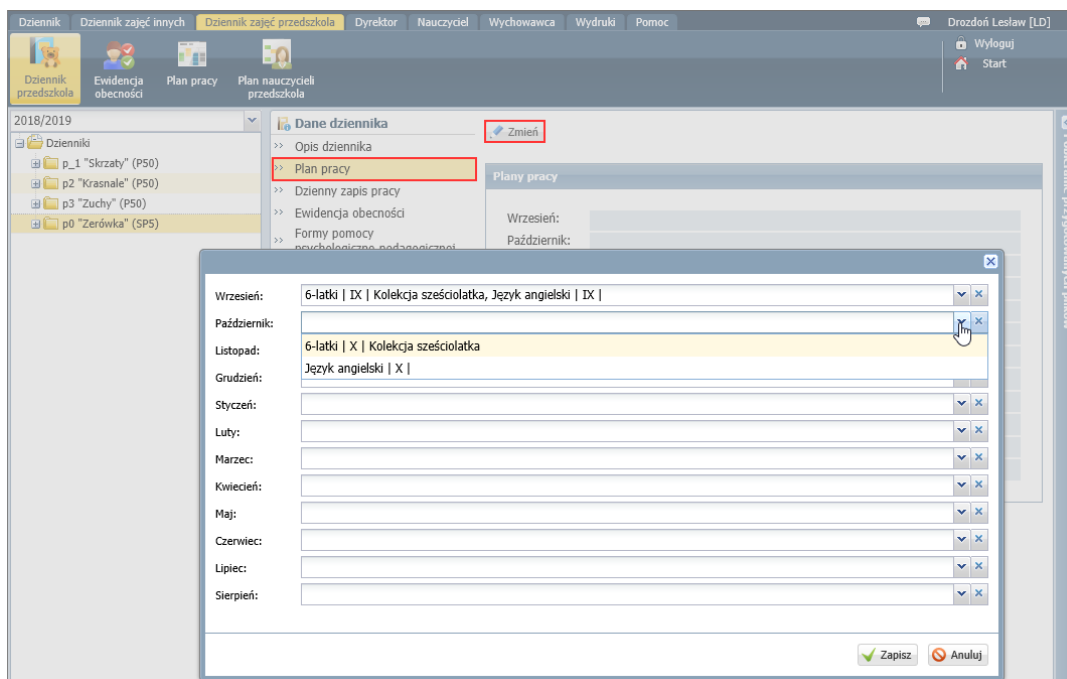 Dziennik Dziennik zajęć innych Dziennik zajęć przedszkola Dyrektor Nauczyciel Wychowawca Wydruki Pomoc Drozdoń Lesław [LD]
Dziennik przedszkola
Ewidencja obecności
Plan pracy
Plan nauczycieli przedszkola
Wyloguj
Start
2018/2019
Dzienniki
p_1 "Skrzaty" (P50)
p2 "Krasnale" (P50)
p3 "Zuchy" (P50)
p0 "Zerówka" (SP5)
Dane dziennika
Opis dziennika
Plan pracy
Dzienny zapis pracy
Ewidencja obecności
Formy pomocy
psychologiczno-pedagogicznej
Zmień
Plany pracy
Wrzesień:
Październik:
Wrzesień: 6-latki | IX | Kolekcja sześciolatka, Język angielski | IX |
Październik:
6-latki | X | Kolekcja sześciolatka
Język angielski | X |
Listopad:
Grudzień:
Styczeń:
Luty:
Marzec:
Kwiecień:
Maj:
Czerwiec:
Lipiec:
Sierpień:
Zapisz Anuluj